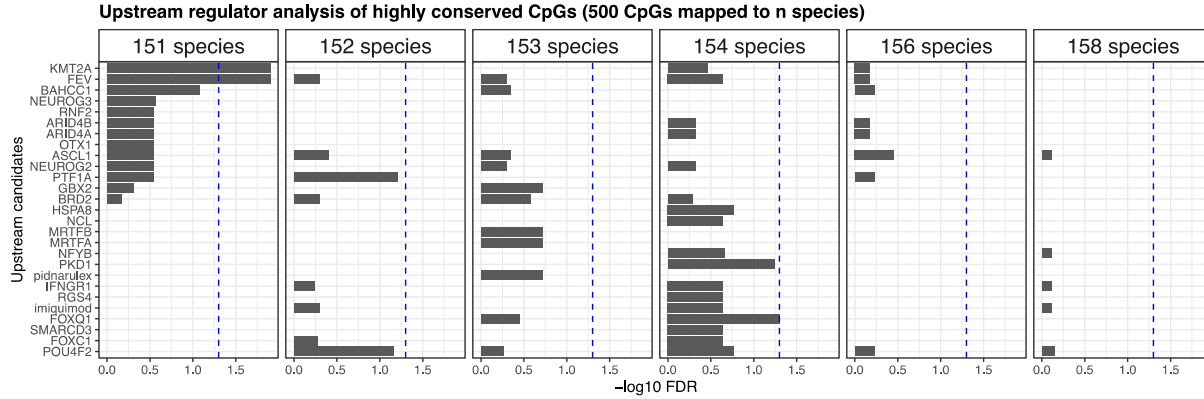 Upstream regulator analysis of highly conserved CpGs (500 CpGs mapped to n species)
151 species
152 species
153 species
154 species
156 species
158 species
Upstream candidates
KMT2A
FEV
BAHCC1
NEUROG3
RNF2
ARID4B
ARID4A
OTX1
ASCL1
NEUROG2
PTF1A
GBX2
BRD2
HSPA8
NCL
MRTFB
MRTFA
NFYB
PKD1
pidnarulex
IFNGR1
RGS4
imiquimod
FOXQ1
SMARCD3
FOXC1
POU4F2
0.0 0.5 1.0 1.5
0.0 0.5 1.0 1.5
0.0 0.5 1.0 1.5
0.0 0.5 1.0 1.5
0.0 0.5 1.0 1.5
0.0 0.5 1.0 1.5
-log10 FDR